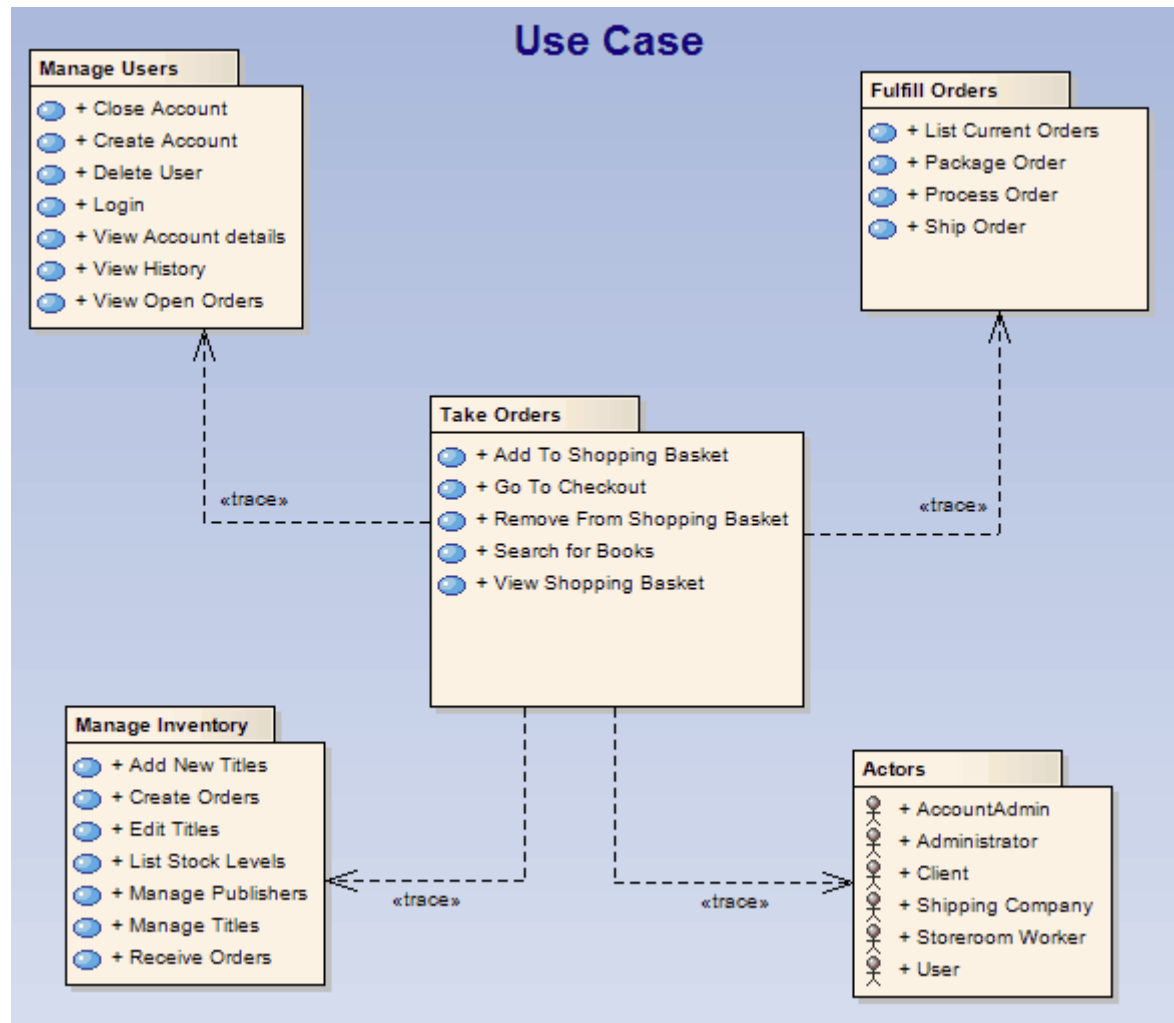 Use Case
Manage Users
+ Close Account
+ Create Account
+ Delete User
+ Login
+ View Account details
+ View History
+ View Open Orders
Fulfill Orders
+ List Current Orders
+ Package Order
+ Process Order
+ Ship Order
Take Orders
+ Add To Shopping Basket
+ Go To Checkout
+ Remove From Shopping Basket
+ Search for Books
+ View Shopping Basket
«trace»
«trace»
Manage Inventory
+ Add New Titles
+ Create Orders
+ Edit Titles
+ List Stock Levels
+ Manage Publishers
+ Manage Titles
+ Receive Orders
«trace»
«trace»
Actors
+ AccountAdmin
+ Administrator
+ Client
+ Shipping Company
+ Storeroom Worker
+ User